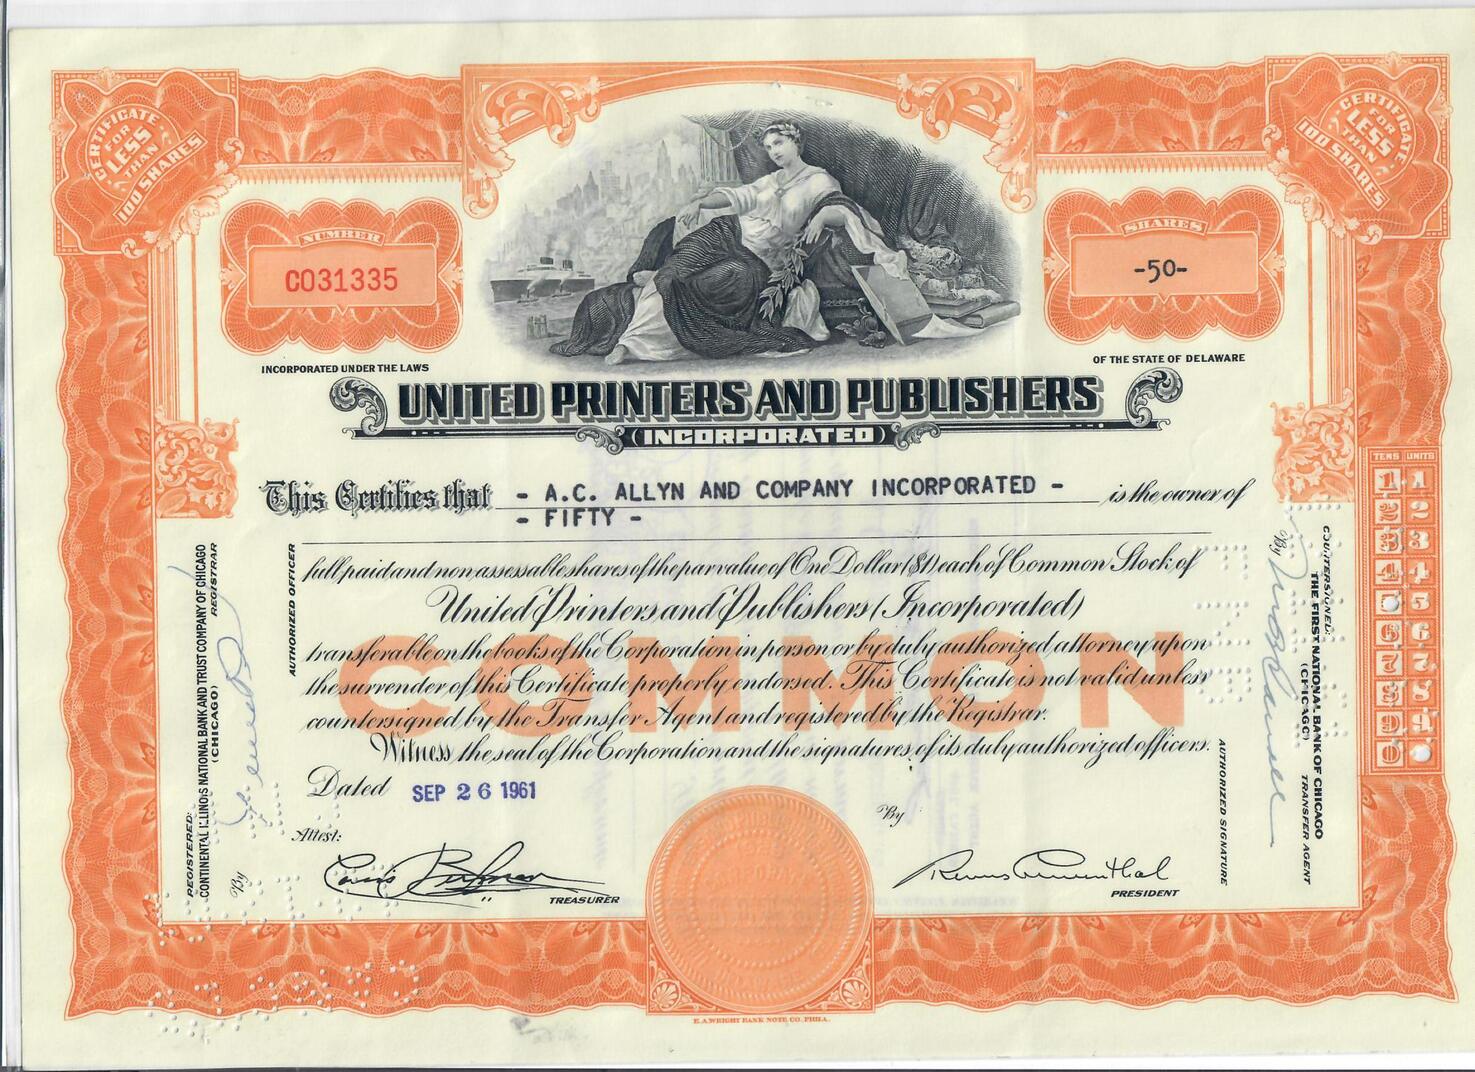 CERTIFICATE
FOR
LESS
THAN
100 SHARES
CERTIFICATE
FOR
LESS
THAN
100 SHARES
NUMBER
CO31335
SHARES
-50-
INCORPORATED UNDER THE LAWS
OF THE STATE OF DELAWARE
UNITED PRINTERS AND PUBLISHERS
(INCORPORATED)
This Certifies that - A.C. ALLYN AND COMPANY INCORPORATED - is the owner of
- FIFTY -
full paid and non assessable shares of the par value of One Dollar ($1) each of Common Stock of
United Printers and Publishers (Incorporated)
transferable on the books of the Corporation in person or by duly authorized attorney upon
the surrender of this Certificate properly endorsed. This Certificate is not valid unless
countersigned by the Transfer Agent and registered by the Registrar.
Witness the seal of the Corporation and the signatures of its duly authorized officers.
COMMON
Dated SEP 26 1961
Attest:
By
TREASURER
PRESIDENT
REGISTERED:
CONTINENTAL ILLINOIS NATIONAL BANK AND TRUST COMPANY OF CHICAGO
(CHICAGO) REGISTRAR
By
AUTHORIZED OFFICER
COUNTERSIGNED:
THE FIRST NATIONAL BANK OF CHICAGO
(CHICAGO) TRANSFER AGENT
By
AUTHORIZED SIGNATURE
TENS UNITS
1 1
2 2
3 3
4 4
5
6 6
7 7
8 8
9 9
0
E.A.WRIGHT BANK NOTE CO. PHILA.